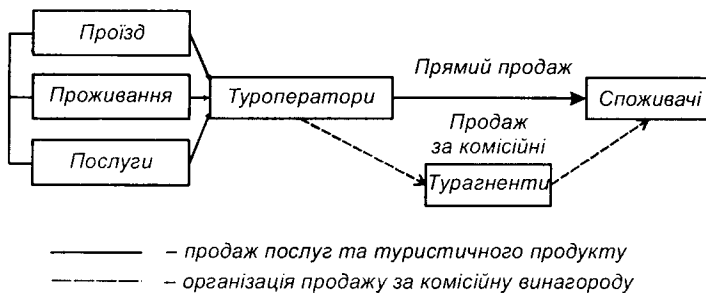 Проїзд
Проживання
Послуги
Туроператори
Прямий продаж
Продаж
за комісійні
Турагненти
Споживачі
– продаж послуг та туристичного продукту
– організація продажу за комісійну винагороду